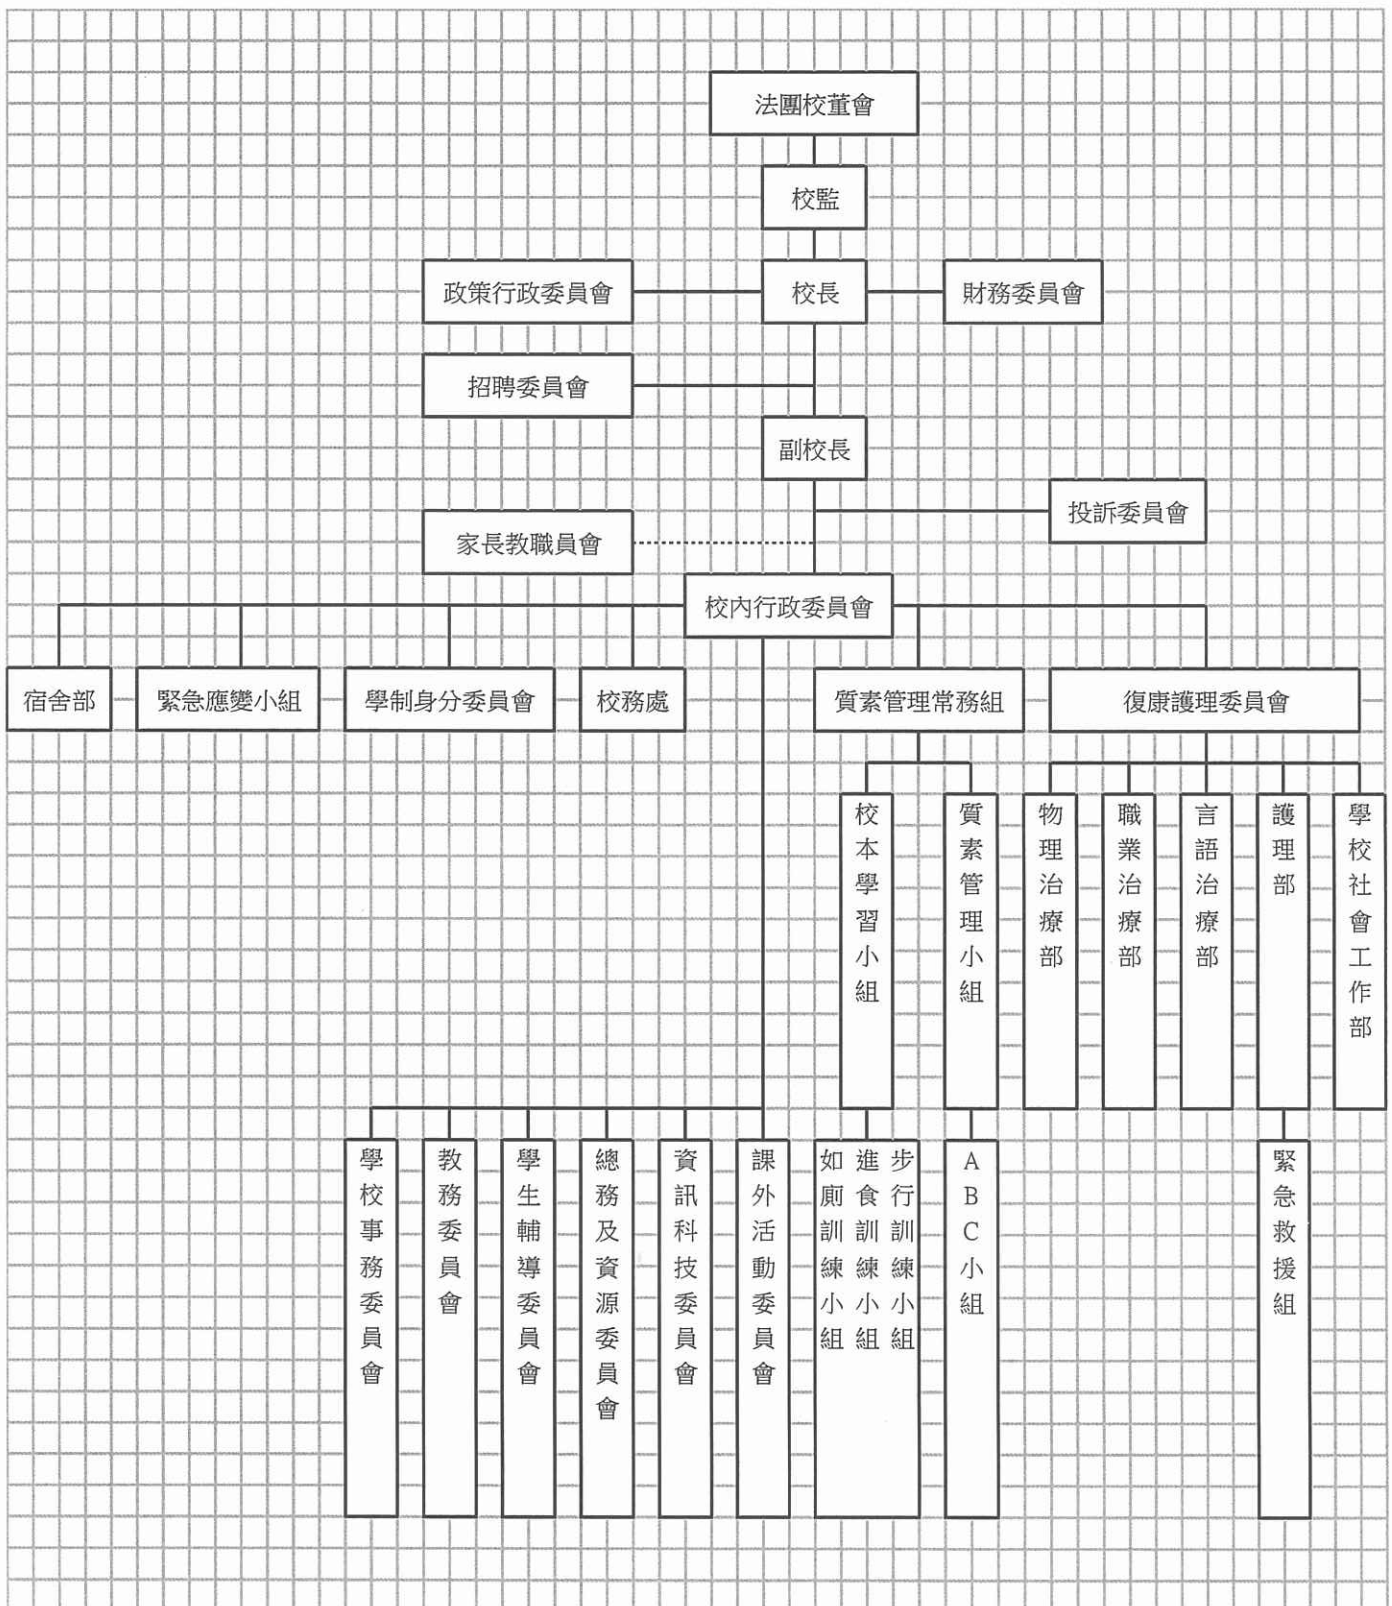 法團校董會
校監
政策行政委員會
校長
財務委員會
招聘委員會
副校長
投訴委員會
家長教職員會
校內行政委員會
宿舍部
緊急應變小組
學制身分委員會
校務處
質素管理常務組
復康護理委員會
校本學習小組
質素管理小組
物理治療部
職業治療部
言語治療部
護理部
學校社會工作部
學校事務委員會
教務委員會
學生輔導委員會
總務及資源委員會
資訊科技委員會
課外活動委員會
步行訓練小組
進食訓練小組
如廁訓練小組
ABC小組
緊急救援組